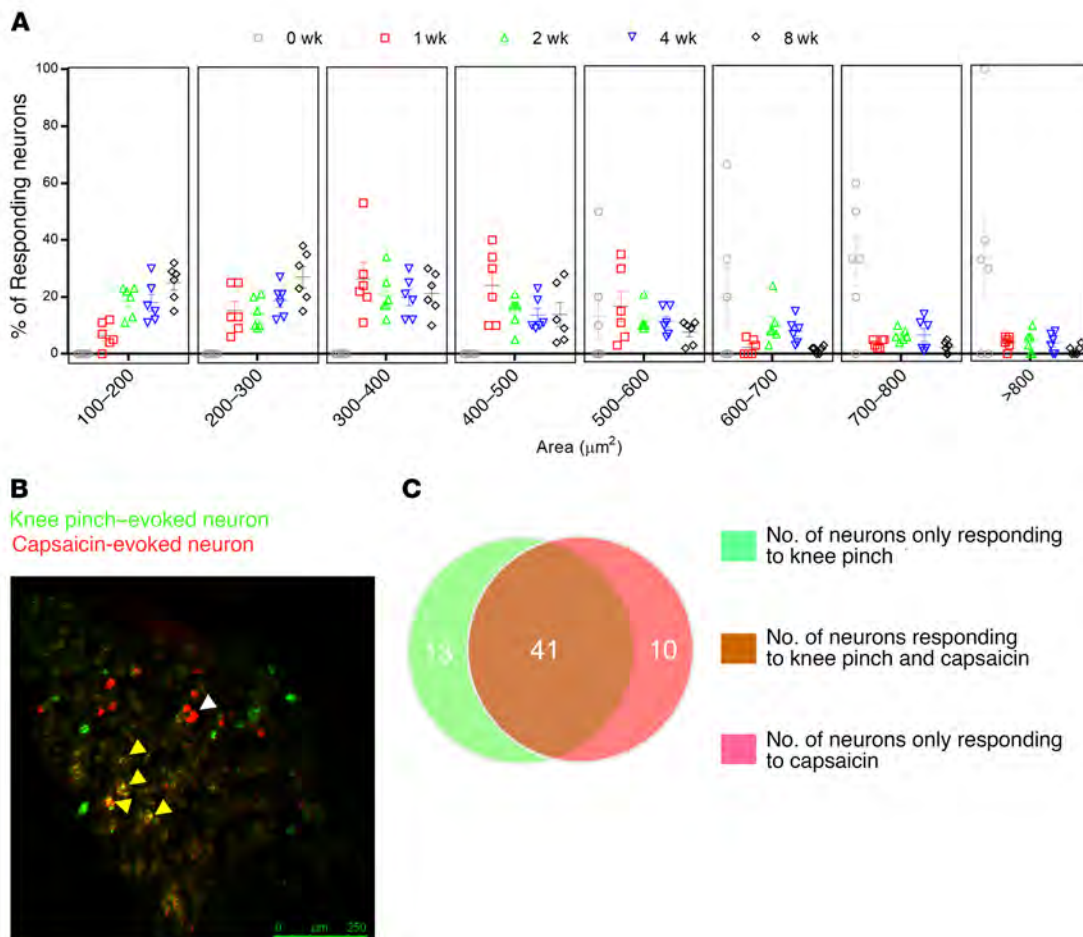 A
0 wk 1 wk 2 wk 4 wk 8 wk
% of Responding neurons
100
80
60
40
20
0
100–200 200–300 300–400 400–500 500–600 600–700 700–800 >800
Area (μm²)
B
Knee pinch–evoked neuron
Capsaicin-evoked neuron
0 μm 250
C
13 41 10
No. of neurons only responding
to knee pinch
No. of neurons responding
to knee pinch and capsaicin
No. of neurons only responding
to capsaicin